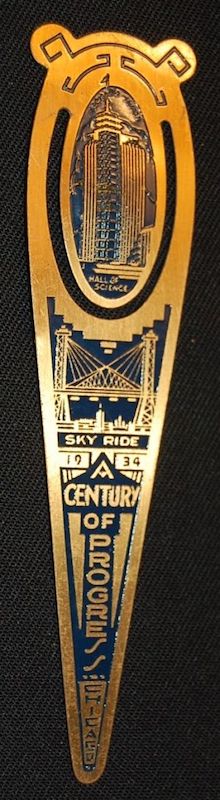 HALL OF
SCIENCE
SKY RIDE
19 34
A
CENTURY
OF
PROGRESS
CHICAGO